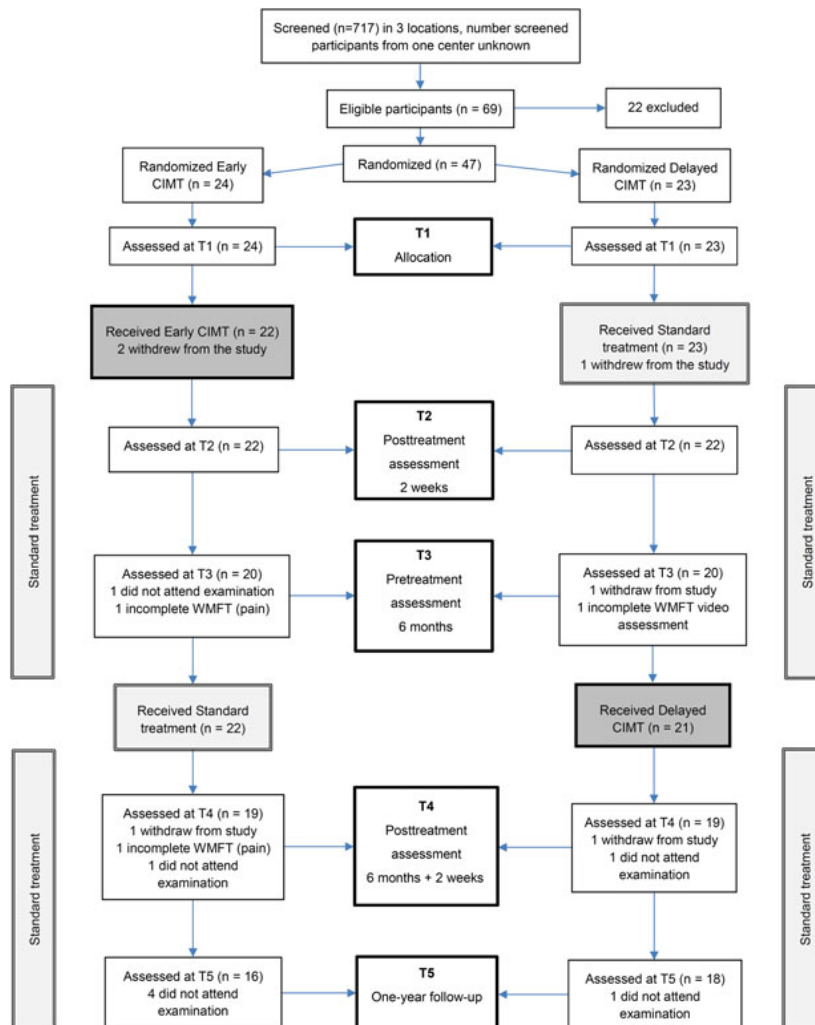 Screened (n=717) in 3 locations, number screened
participants from one center unknown
Eligible participants (n = 69)
22 excluded
Randomized (n = 47)
Randomized Early
CIMT (n = 24)
Randomized Delayed
CIMT (n = 23)
Assessed at T1 (n = 24)
T1
Allocation
Assessed at T1 (n = 23)
Received Early CIMT (n = 22)
2 withdrew from the study
Received Standard
treatment (n = 23)
1 withdrew from the study
Standard treatment
Assessed at T2 (n = 22)
T2
Posttreatment
assessment
2 weeks
Assessed at T2 (n = 22)
Standard treatment
Assessed at T3 (n = 20)
1 did not attend examination
1 incomplete WMFT (pain)
T3
Pretreatment
assessment
6 months
Assessed at T3 (n = 20)
1 withdraw from study
1 incomplete WMFT video
assessment
Received Standard
treatment (n = 22)
Received Delayed
CIMT (n = 21)
Standard treatment
Assessed at T4 (n = 19)
1 withdraw from study
1 incomplete WMFT (pain)
1 did not attend
examination
T4
Posttreatment
assessment
6 months + 2 weeks
Assessed at T4 (n = 19)
1 withdraw from study
1 did not attend
examination
Standard treatment
Assessed at T5 (n = 16)
4 did not attend
examination
T5
One-year follow-up
Assessed at T5 (n = 18)
1 did not attend
examination